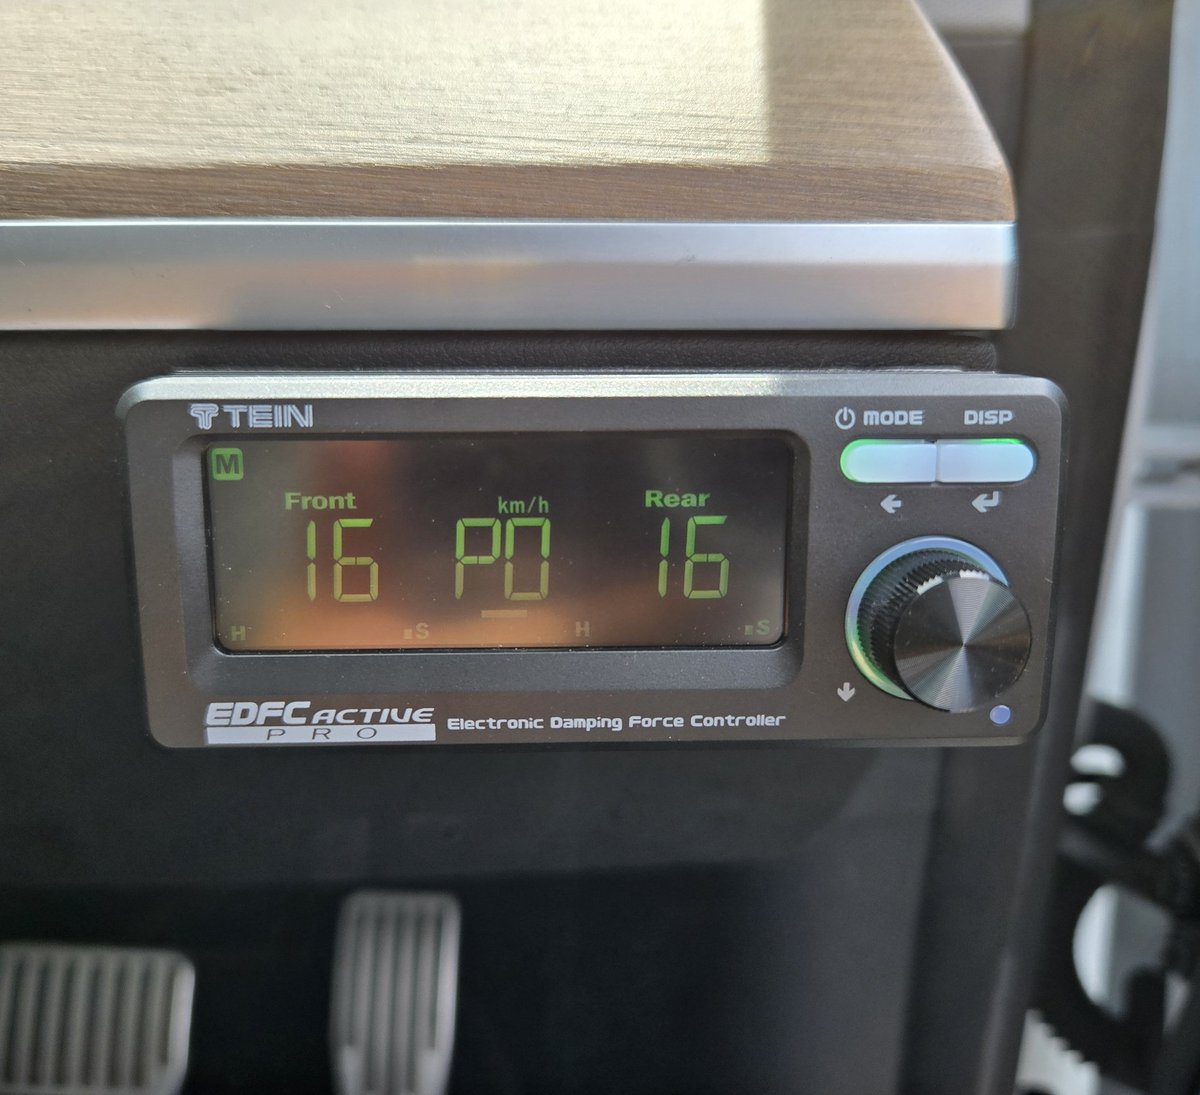 TEIN
MODE DISP
M
Front km/h Rear
16 P0 16
H S H S
EDFC ACTIVE
PRO
Electronic Damping Force Controller